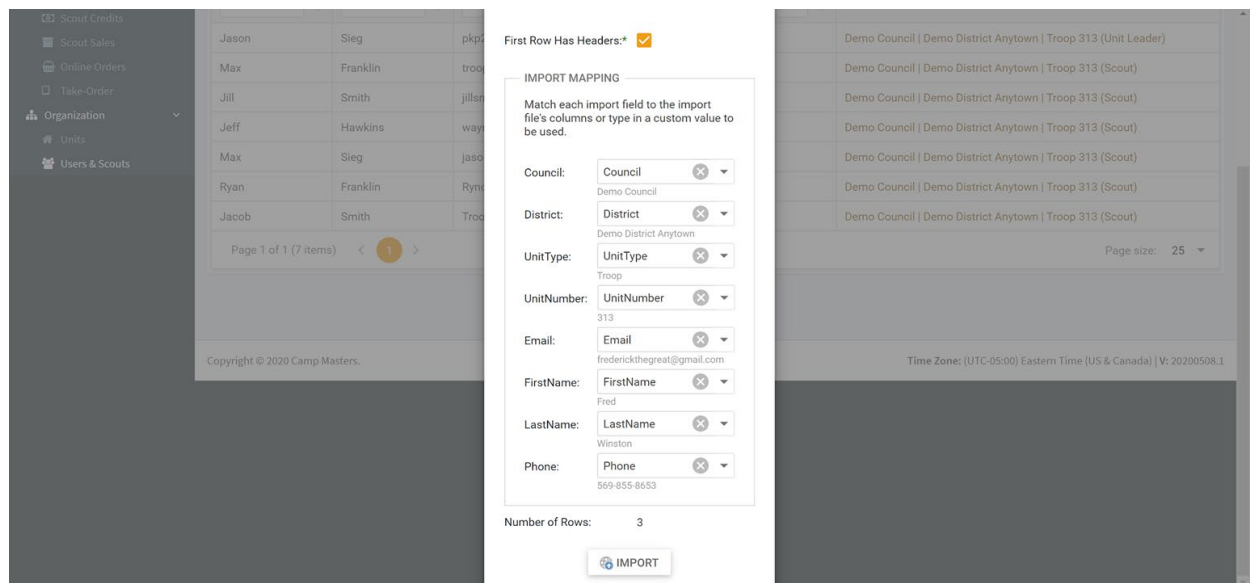 Scout Credits
Scout Sales
Online Orders
Take-Order
Organization
Units
Users & Scouts
Jason Sieg pkp2 Demo Council | Demo District Anytown | Troop 313 (Unit Leader)
Max Franklin troo Demo Council | Demo District Anytown | Troop 313 (Scout)
Jill Smith jillsn Demo Council | Demo District Anytown | Troop 313 (Scout)
Jeff Hawkins way Demo Council | Demo District Anytown | Troop 313 (Scout)
Max Sieg jaso Demo Council | Demo District Anytown | Troop 313 (Scout)
Ryan Franklin Ryn Demo Council | Demo District Anytown | Troop 313 (Scout)
Jacob Smith Troo Demo Council | Demo District Anytown | Troop 313 (Scout)
Page 1 of 1 (7 items) < 1 > Page size: 25
Copyright © 2020 Camp Masters. Time Zone: (UTC-05:00) Eastern Time (US & Canada) | V: 20200508.1
First Row Has Headers:*
IMPORT MAPPING
Match each import field to the import
file's columns or type in a custom value to
be used.
Council: Council
Demo Council
District: District
Demo District Anytown
UnitType: UnitType
Troop
UnitNumber: UnitNumber
313
Email: Email
frederickthegreat@gmail.com
FirstName: FirstName
Fred
LastName: LastName
Winston
Phone: Phone
569-855-8653
Number of Rows: 3
IMPORT